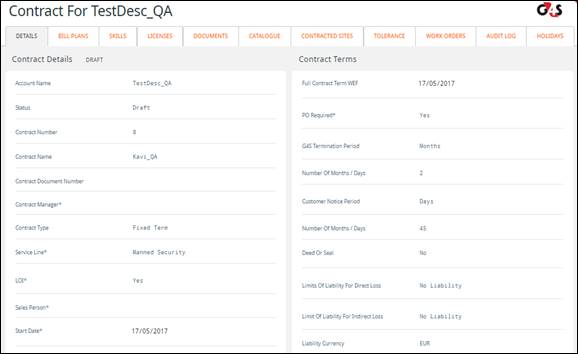 Contract For TestDesc_QA
G4S
DETAILS BILL PLANS SKILLS LICENSES DOCUMENTS CATALOGUE CONTRACTED SITES TOLERANCE WORK ORDERS AUDIT LOG HOLIDAYS
Contract Details DRAFT
Account Name TestDesc_QA
Status Draft
Contract Number 8
Contract Name Kavi_QA
Contract Document Number
Contract Manager*
Contract Type Fixed Term
Service Line* Manned Security
LOI* Yes
Sales Person*
Start Date* 17/05/2017
Contract Terms
Full Contract Term WEF 17/05/2017
PO Required* Yes
G4S Termination Period Months
Number Of Months / Days 2
Customer Notice Period Days
Number Of Months / Days 45
Deed Or Seal No
Limits Of Liability For Direct Loss No Liability
Limit Of Liability For Indirect Loss No Liability
Liability Currency EUR